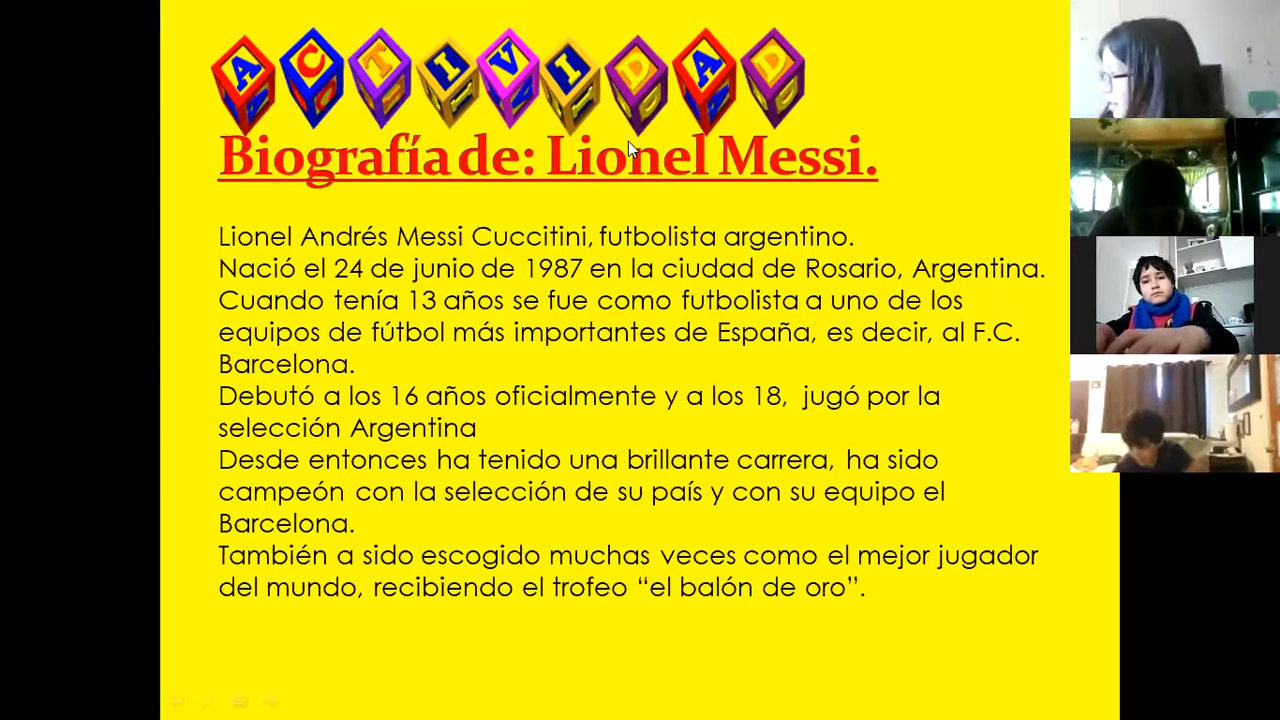 ACTIVIDAD
Biografía de: Lionel Messi.
Lionel Andrés Messi Cuccitini, futbolista argentino.
Nació el 24 de junio de 1987 en la ciudad de Rosario, Argentina.
Cuando tenía 13 años se fue como futbolista a uno de los
equipos de fútbol más importantes de España, es decir, al F.C.
Barcelona.
Debutó a los 16 años oficialmente y a los 18, jugó por la
selección Argentina
Desde entonces ha tenido una brillante carrera, ha sido
campeón con la selección de su país y con su equipo el
Barcelona.
También a sido escogido muchas veces como el mejor jugador
del mundo, recibiendo el trofeo “el balón de oro”.